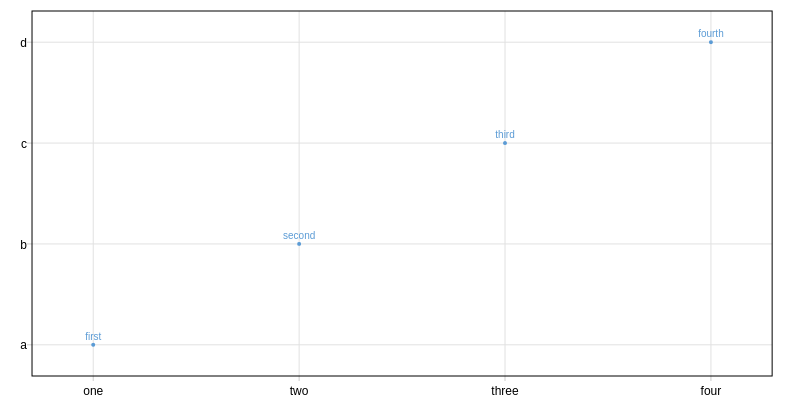 d
fourth
c
third
b
second
a
first
one two three four